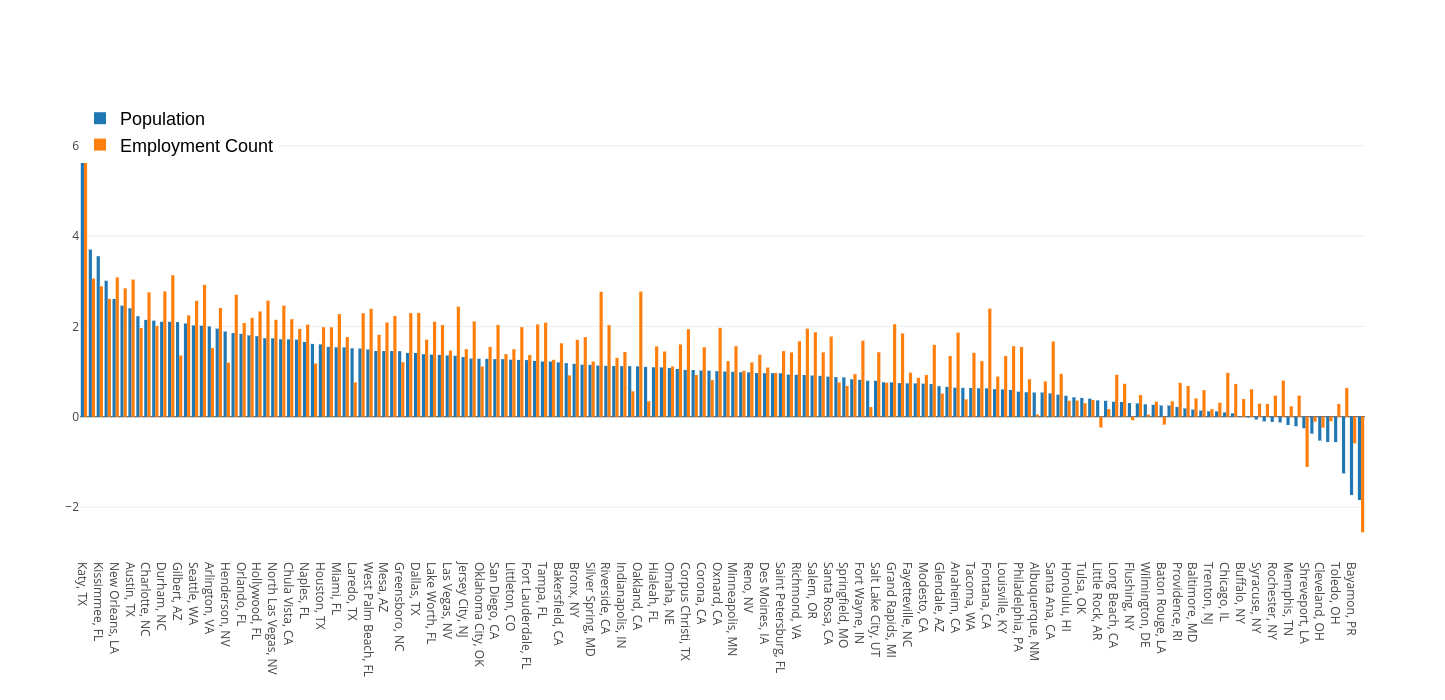 Population
Employment Count
6
4
2
0
−2
Katy, TX
Kissimmee, FL
New Orleans, LA
Austin, TX
Charlotte, NC
Durham, NC
Gilbert, AZ
Seattle, WA
Arlington, VA
Henderson, NV
Orlando, FL
Hollywood, FL
North Las Vegas, NV
Chula Vista, CA
Naples, FL
Houston, TX
Miami, FL
Laredo, TX
West Palm Beach, FL
Mesa, AZ
Greensboro, NC
Dallas, TX
Lake Worth, FL
Las Vegas, NV
Jersey City, NJ
Oklahoma City, OK
San Diego, CA
Littleton, CO
Fort Lauderdale, FL
Tampa, FL
Bakersfield, CA
Bronx, NY
Silver Spring, MD
Riverside, CA
Indianapolis, IN
Oakland, CA
Hialeah, FL
Omaha, NE
Corpus Christi, TX
Corona, CA
Oxnard, CA
Minneapolis, MN
Reno, NV
Des Moines, IA
Saint Petersburg, FL
Richmond, VA
Salem, OR
Santa Rosa, CA
Springfield, MO
Fort Wayne, IN
Salt Lake City, UT
Grand Rapids, MI
Fayetteville, NC
Modesto, CA
Glendale, AZ
Anaheim, CA
Tacoma, WA
Fontana, CA
Louisville, KY
Philadelphia, PA
Albuquerque, NM
Santa Ana, CA
Honolulu, HI
Tulsa, OK
Little Rock, AR
Long Beach, CA
Flushing, NY
Wilmington, DE
Baton Rouge, LA
Providence, RI
Baltimore, MD
Trenton, NJ
Chicago, IL
Buffalo, NY
Syracuse, NY
Rochester, NY
Memphis, TN
Shreveport, LA
Cleveland, OH
Toledo, OH
Bayamon, PR